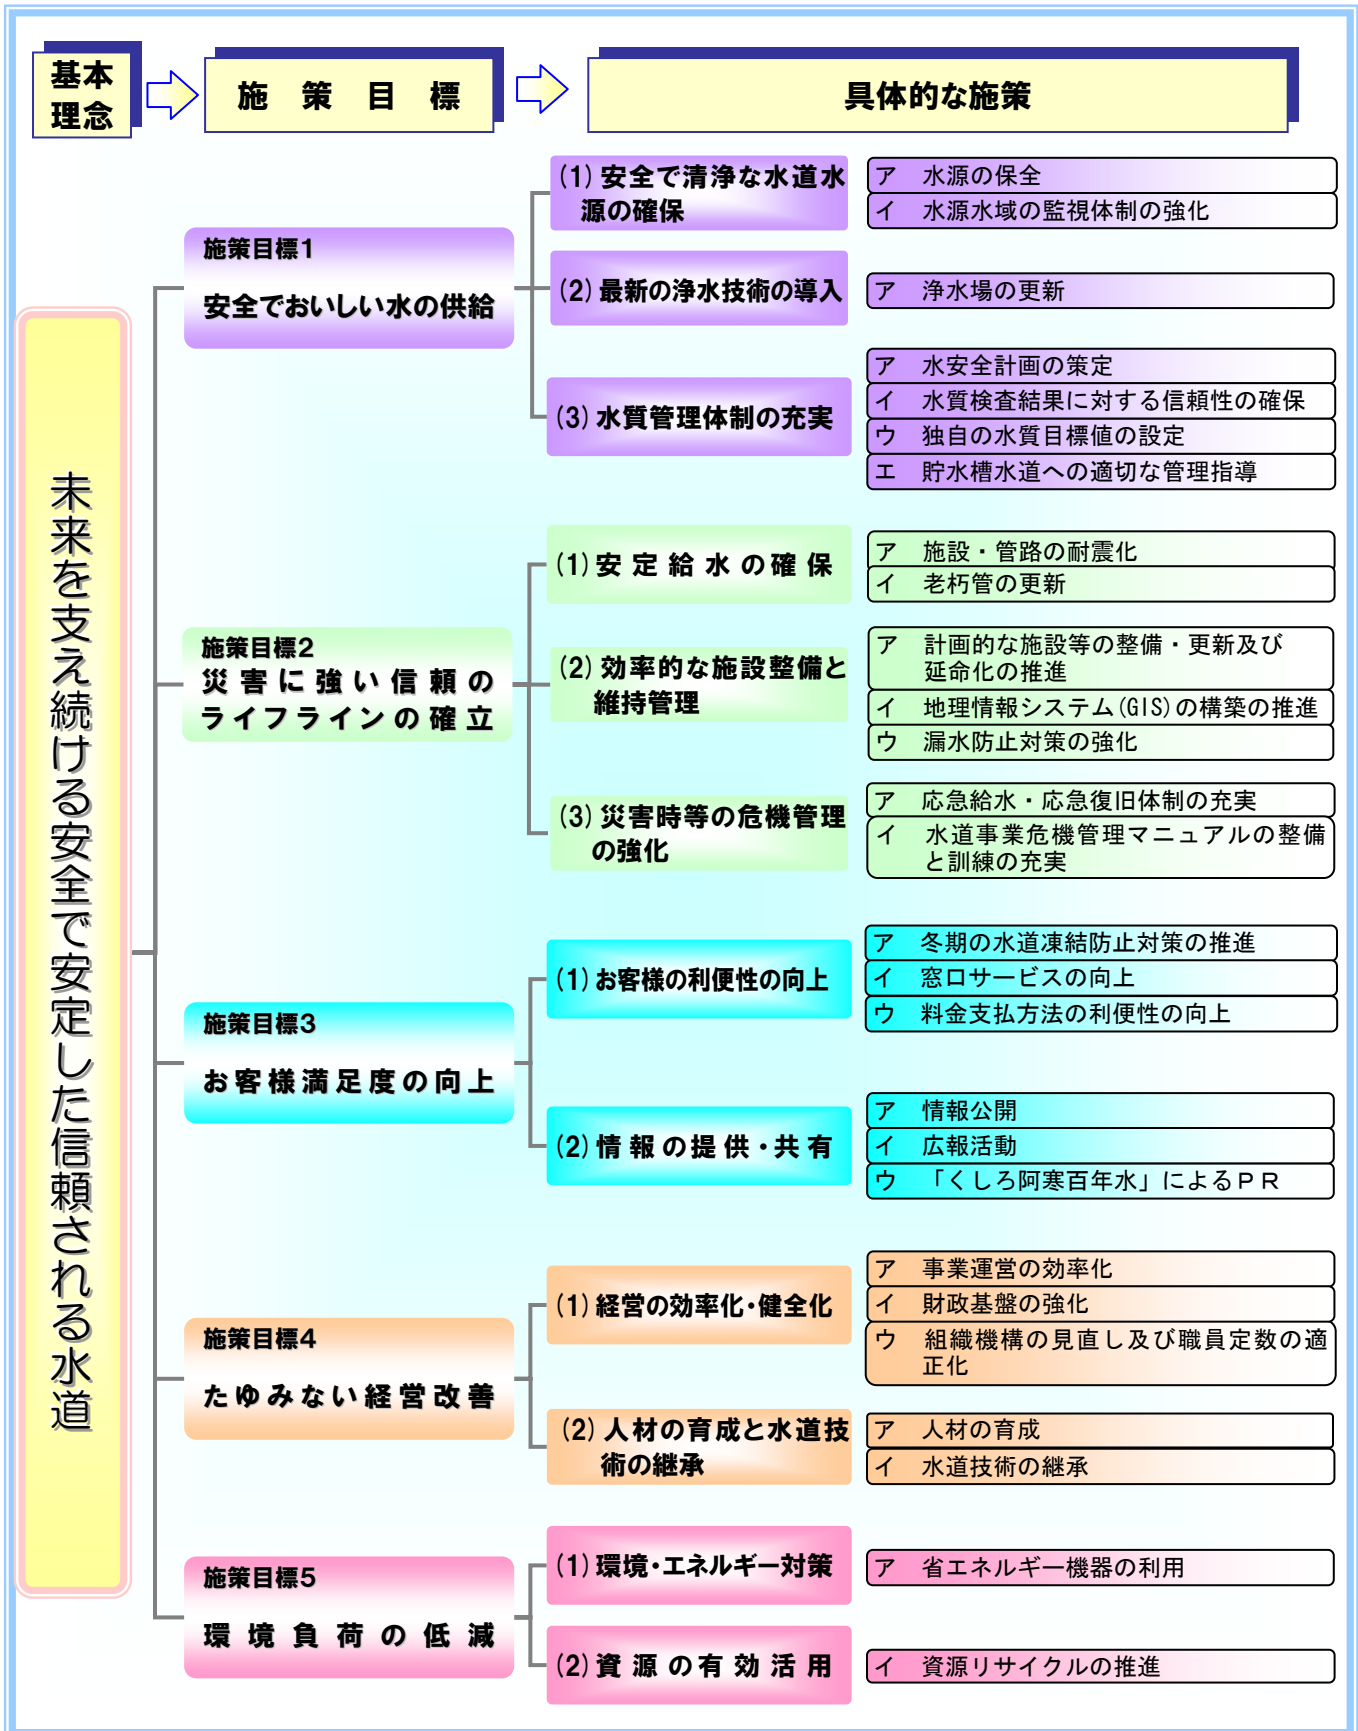 基本
理念
施策目標
具体的な施策
未来を支え続ける安全で安定した信頼される水道
施策目標1
安全でおいしい水の供給
(1)安全で清浄な水道水
源の確保
ア 水源の保全
イ 水源水域の監視体制の強化
(2)最新の浄水技術の導入
ア 浄水場の更新
(3)水質管理体制の充実
ア 水安全計画の策定
イ 水質検査結果に対する信頼性の確保
ウ 独自の水質目標値の設定
エ 貯水槽水道への適切な管理指導
施策目標2
災害に強い信頼の
ライフラインの確立
(1)安定給水の確保
ア 施設・管路の耐震化
イ 老朽管の更新
(2)効率的な施設整備と
維持管理
ア 計画的な施設等の整備・更新及び
延命化の推進
イ 地理情報システム(GIS)の構築の推進
ウ 漏水防止対策の強化
(3)災害時等の危機管理
の強化
ア 応急給水・応急復旧体制の充実
イ 水道事業危機管理マニュアルの整備
と訓練の充実
施策目標3
お客様満足度の向上
(1)お客様の利便性の向上
ア 冬期の水道凍結防止対策の推進
イ 窓口サービスの向上
ウ 料金支払方法の利便性の向上
(2)情報の提供・共有
ア 情報公開
イ 広報活動
ウ 「くしろ阿寒百年水」によるPR
施策目標4
たゆみない経営改善
(1)経営の効率化・健全化
ア 事業運営の効率化
イ 財政基盤の強化
ウ 組織機構の見直し及び職員定数の適
正化
(2)人材の育成と水道技
術の継承
ア 人材の育成
イ 水道技術の継承
施策目標5
環境負荷の低減
(1)環境・エネルギー対策
ア 省エネルギー機器の利用
(2)資源の有効活用
イ 資源リサイクルの推進